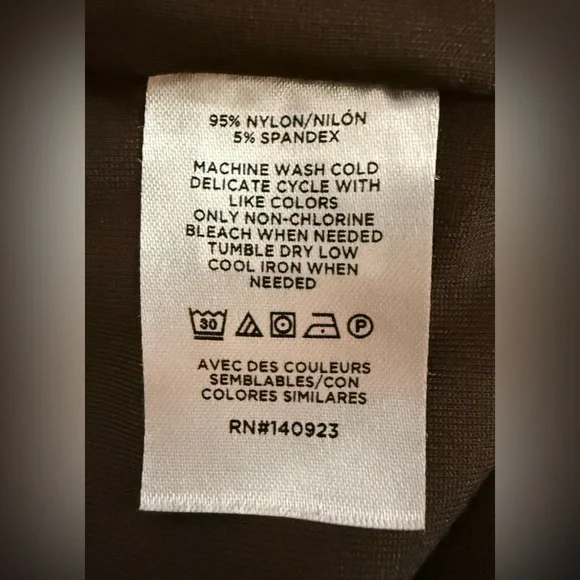 95% NYLON/NILÓN
5% SPANDEX
MACHINE WASH COLD
DELICATE CYCLE WITH
LIKE COLORS
ONLY NON-CHLORINE
BLEACH WHEN NEEDED
TUMBLE DRY LOW
COOL IRON WHEN
NEEDED
30 P
AVEC DES COULEURS
SEMBLABLES/CON
COLORES SIMILARES
RN#140923